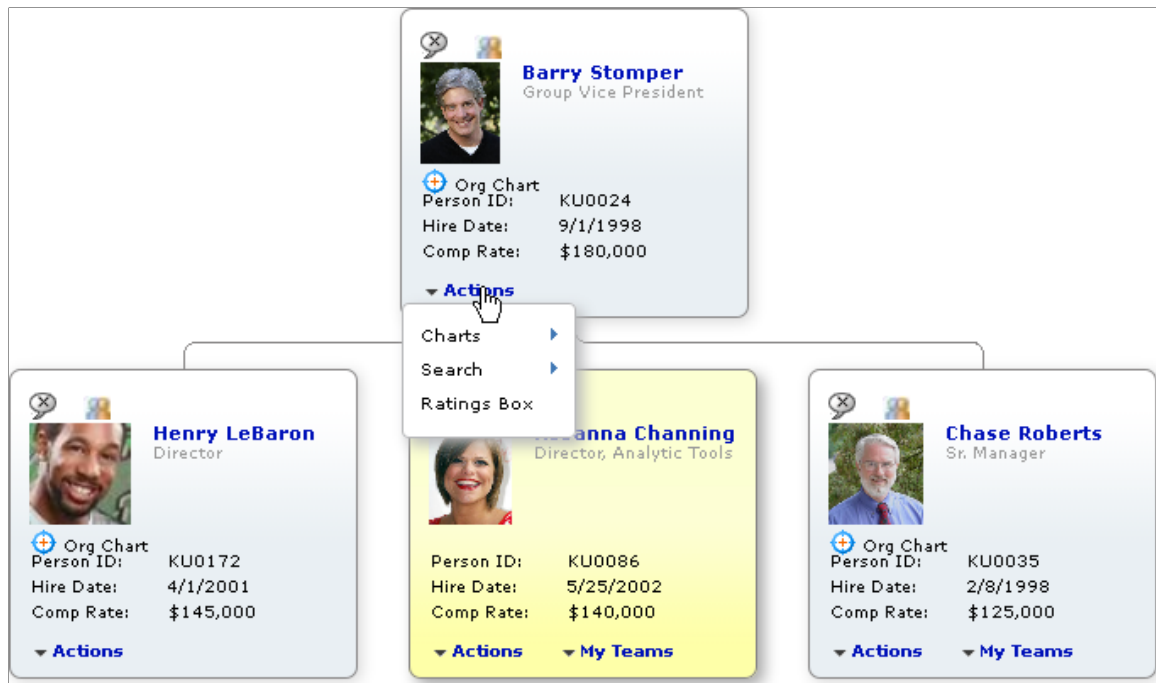 Barry Stomper
Group Vice President
Org Chart
Person ID: KU0024
Hire Date: 9/1/1998
Comp Rate: $180,000
Actions
Charts
Search
Ratings Box
Henry LeBaron
Director
Org Chart
Person ID: KU0172
Hire Date: 4/1/2001
Comp Rate: $145,000
Actions
Channing
Director, Analytic Tools
Person ID: KU0086
Hire Date: 5/25/2002
Comp Rate: $140,000
Actions My Teams
Chase Roberts
Sr. Manager
Org Chart
Person ID: KU0035
Hire Date: 2/8/1998
Comp Rate: $125,000
Actions My Teams